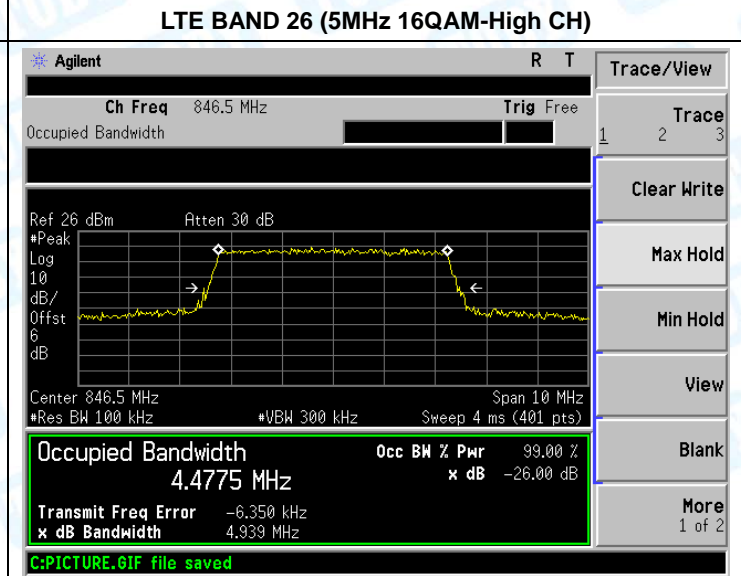 LTE BAND 26 (5MHz 16QAM-High CH)
Agilent R T
Trace/View
Ch Freq 846.5 MHz Trig Free
Occupied Bandwidth
Trace
1 2 3
Clear Write
Ref 26 dBm Atten 30 dB
#Peak
Log
10
dB/
Offst
6
dB
Max Hold
Min Hold
View
Center 846.5 MHz Span 10 MHz
#Res BW 100 kHz #VBW 300 kHz Sweep 4 ms (401 pts)
Occupied Bandwidth Occ BW % Pwr 99.00 %
4.4775 MHz x dB -26.00 dB
Blank
Transmit Freq Error -6.350 kHz
x dB Bandwidth 4.939 MHz
More
1 of 2
C:PICTURE.GIF file saved